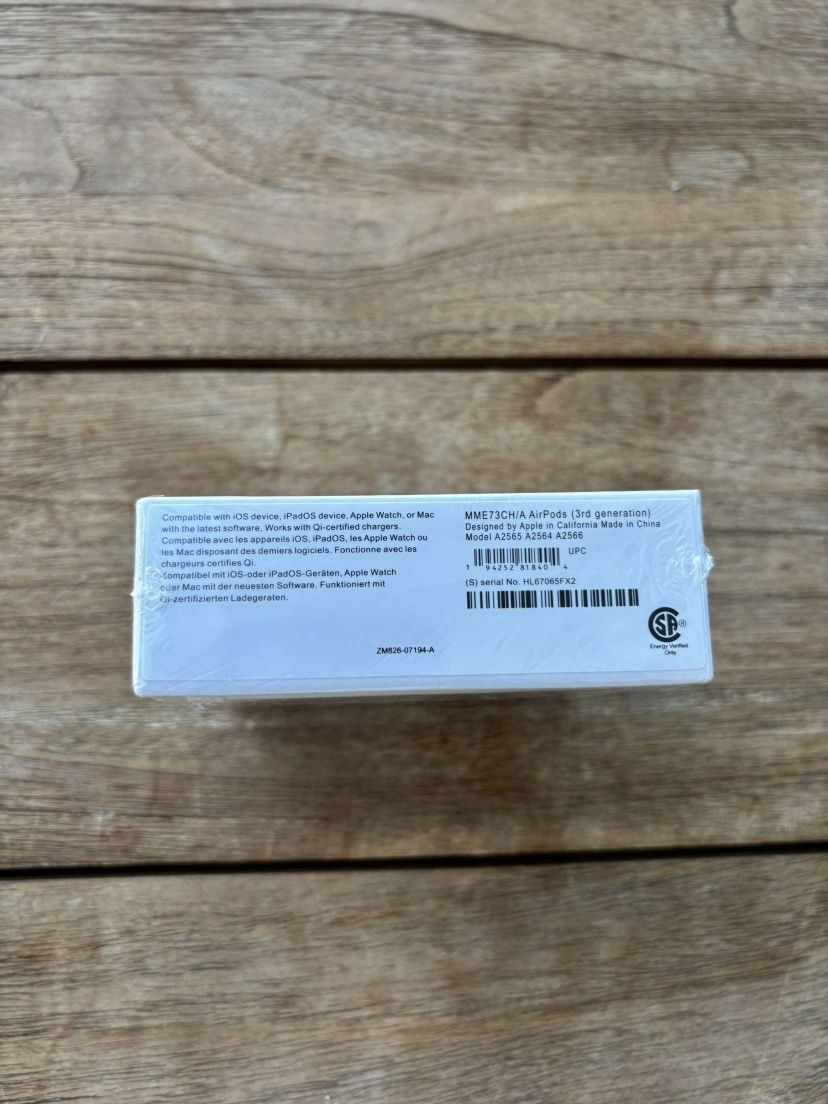 Compatible with iOS device, iPadOS device, Apple Watch, or Mac
with the latest software, Works with Qi-certified chargers.
Compatible avec les appareils iOS, iPadOS, les Apple Watch ou
les Mac disposant des demiers logiciels. Fonctionne avec les
chargeurs certifies Qi.
Kompatibel mit iOS-oder iPadOS-Geräten, Apple Watch
oder Mac mit der neuesten Software. Funktioniert mit
Qi-zertifizierten Ladegeraten.
ZM826-07194-A
MME73CH/A AirPods (3rd generation)
Designed by Apple in California Made in China
Model A2565 A2564 A2566
UPC
1 94252 81840 4
(S) serial No. HL67065FX2
SA®
Energy Verified
Only